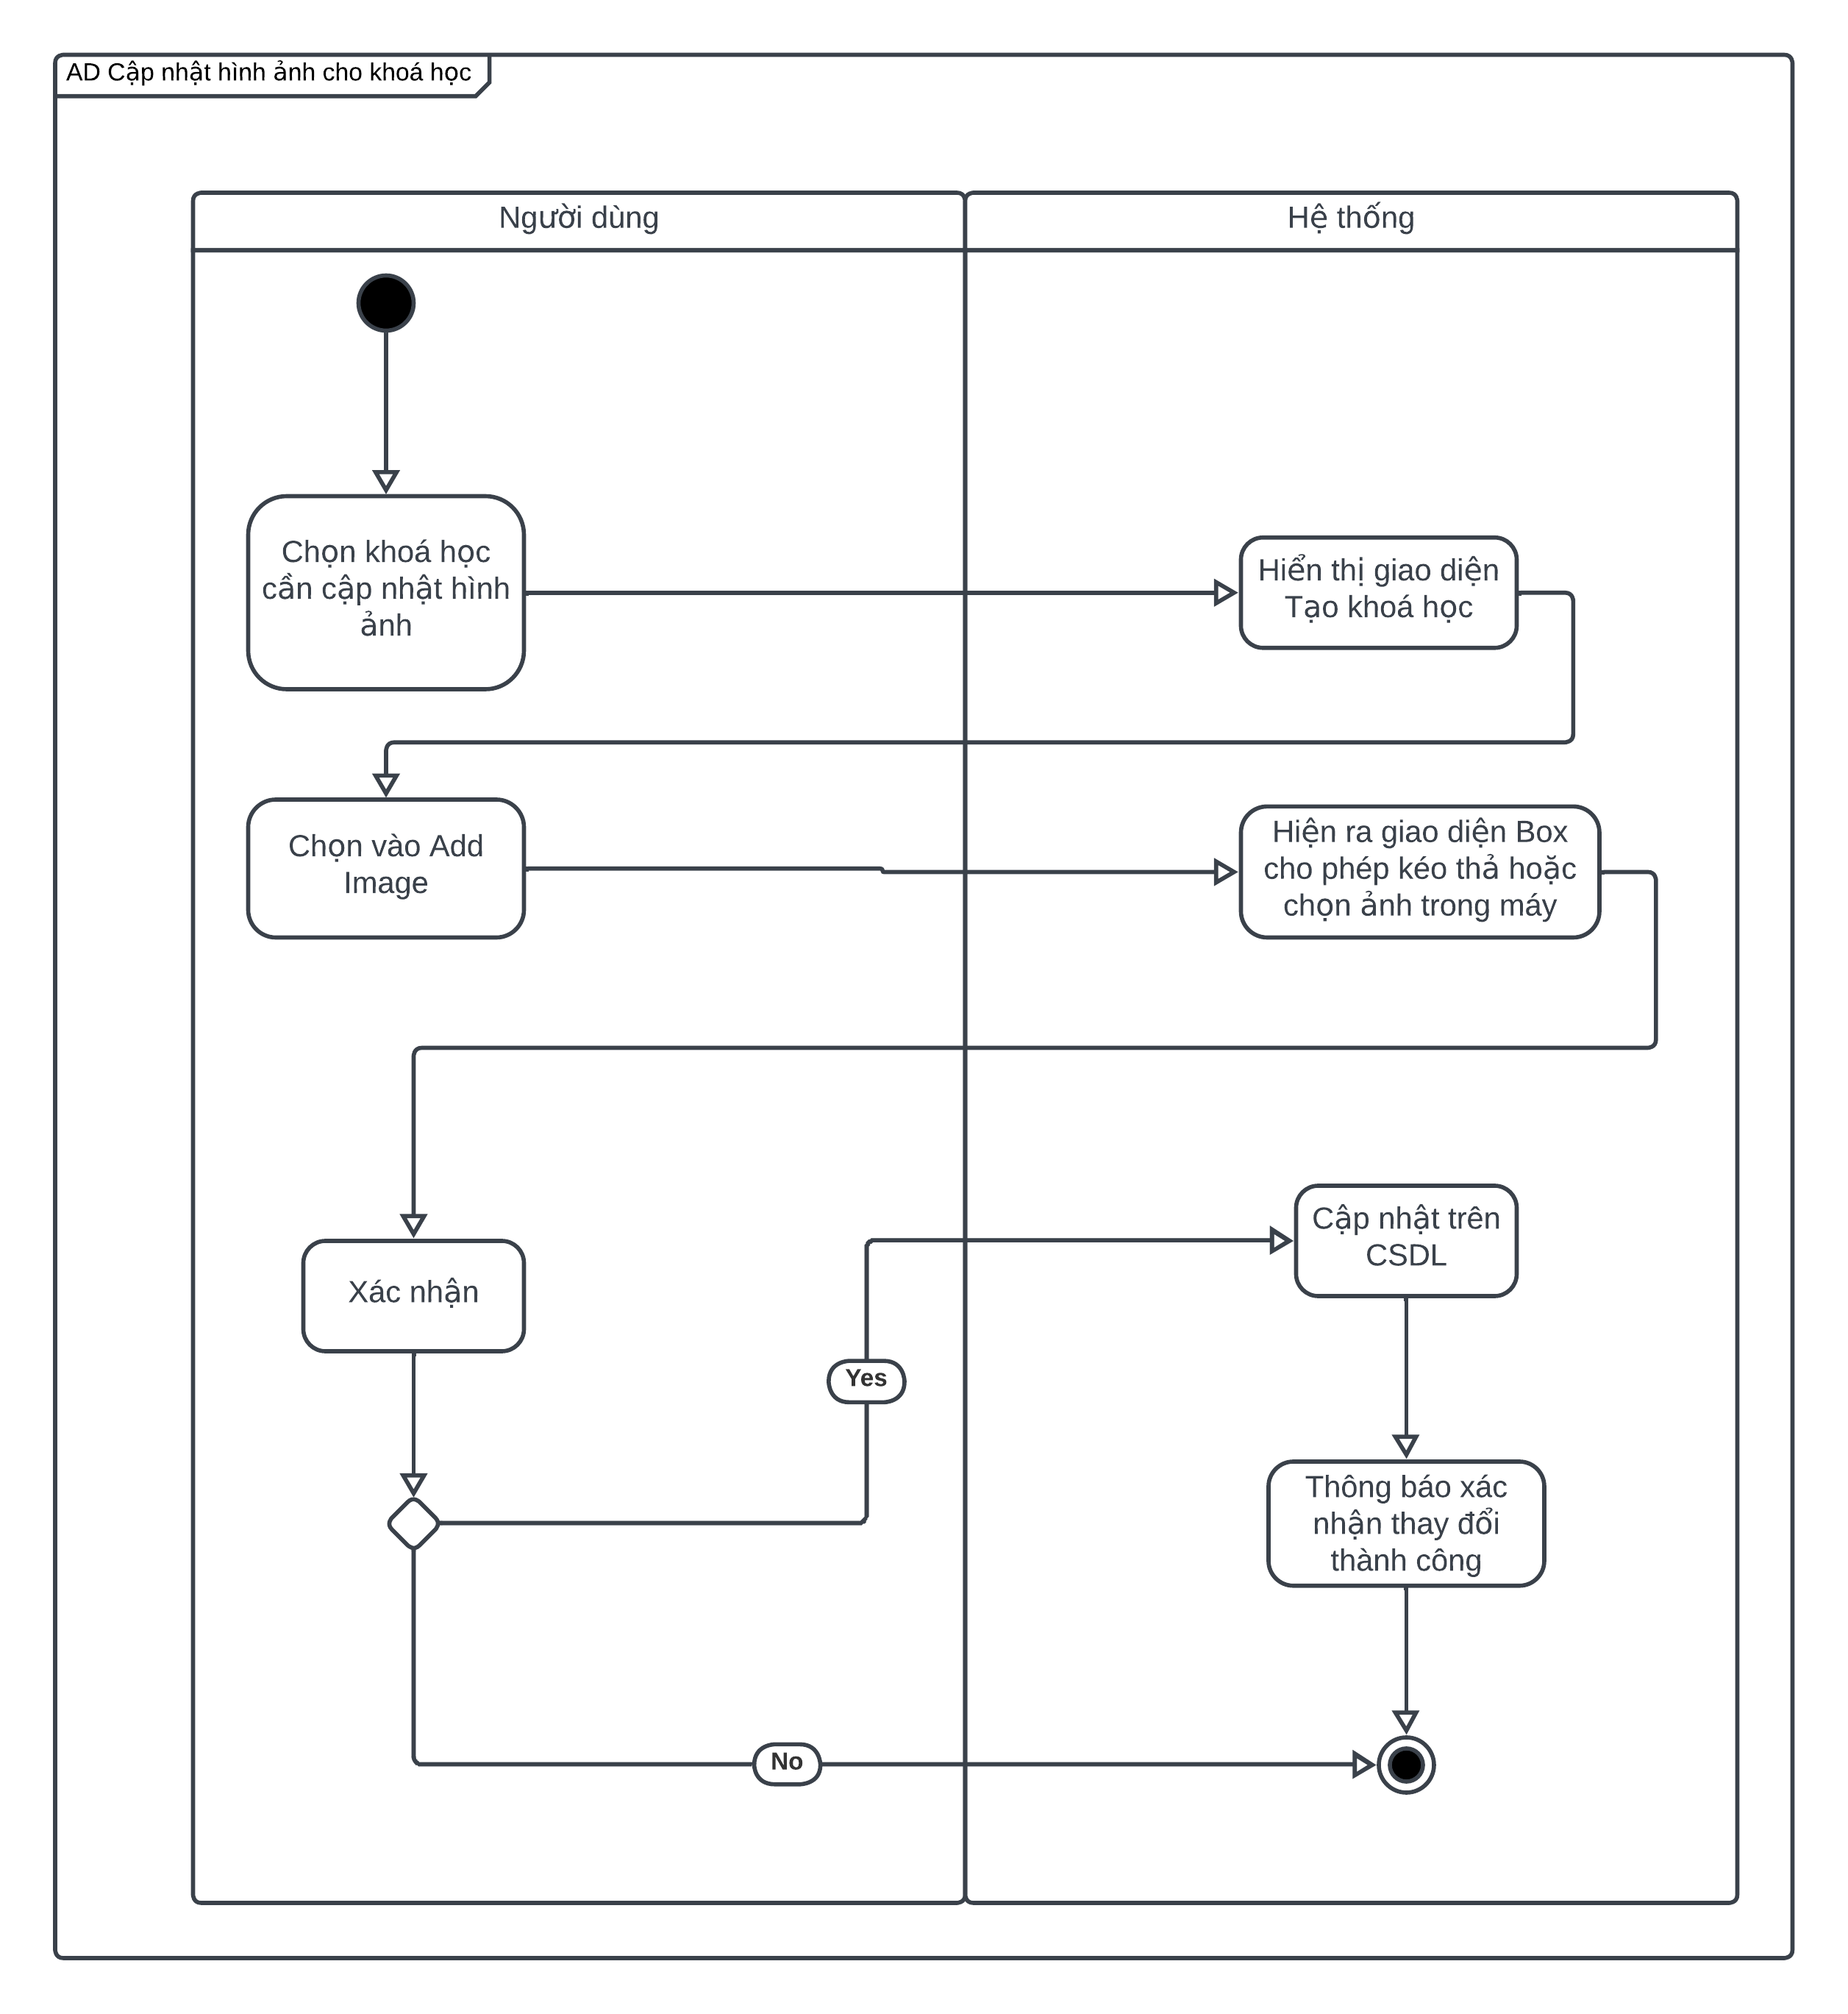 AD Cập nhật hình ảnh cho khoá học
Người dùng
Hệ thống
Chọn khoá học
cần cập nhật hình
ảnh
Hiển thị giao diện
Tạo khoá học
Chọn vào Add
Image
Hiện ra giao diện Box
cho phép kéo thả hoặc
chọn ảnh trong máy
Xác nhận
Cập nhật trên
CSDL
Yes
Thông báo xác
nhận thay đổi
thành công
No